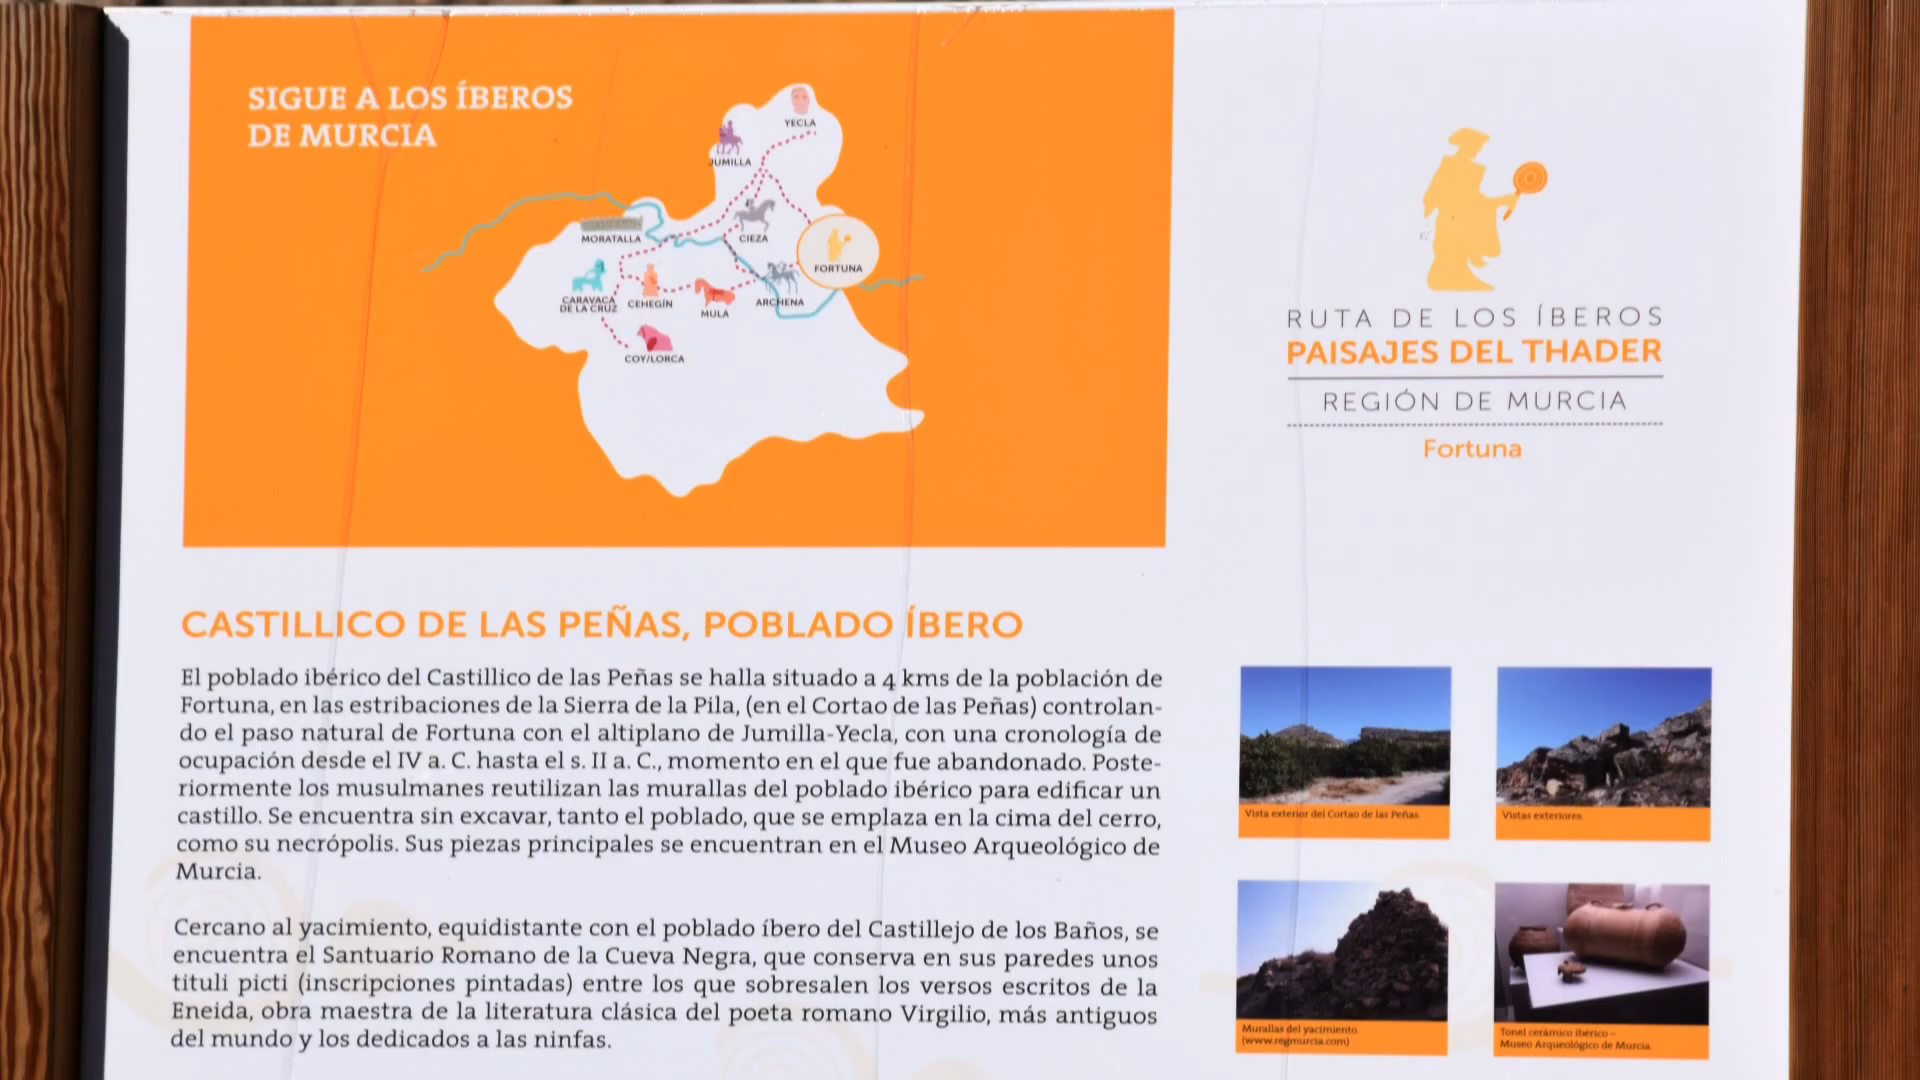 SIGUE A LOS ÍBEROS
DE MURCIA
YECLA
JUMILLA
MORATALLA
CIEZA
FORTUNA
CARAVACA
DE LA CRUZ
CEHEGÍN
MULA
ARCHENA
COY/LORCA
RUTA DE LOS ÍBEROS
PAISAJES DEL THADER
REGIÓN DE MURCIA
Fortuna
CASTILLICO DE LAS PEÑAS, POBLADO ÍBERO
El poblado ibérico del Castillico de las Peñas se halla situado a 4 kms de la población de
Fortuna, en las estribaciones de la Sierra de la Pila, (en el Cortao de las Peñas) controlan-
do el paso natural de Fortuna con el altiplano de Jumilla-Yecla, con una cronología de
ocupación desde el IV a. C. hasta el s. II a. C., momento en el que fue abandonado. Poste-
riormente los musulmanes reutilizan las murallas del poblado ibérico para edificar un
castillo. Se encuentra sin excavar, tanto el poblado, que se emplaza en la cima del cerro,
como su necrópolis. Sus piezas principales se encuentran en el Museo Arqueológico de
Murcia.
Cercano al yacimiento, equidistante con el poblado íbero del Castillejo de los Baños, se
encuentra el Santuario Romano de la Cueva Negra, que conserva en sus paredes unos
tituli picti (inscripciones pintadas) entre los que sobresalen los versos escritos de la
Eneida, obra maestra de la literatura clásica del poeta romano Virgilio, más antiguos
del mundo y los dedicados a las ninfas.
Vista exterior del Cortao de las Peñas.
Vistas exteriores.
Murallas del yacimiento.
(www.regmurcia.com)
Tonel cerámico ibérico –
Museo Arqueológico de Murcia.